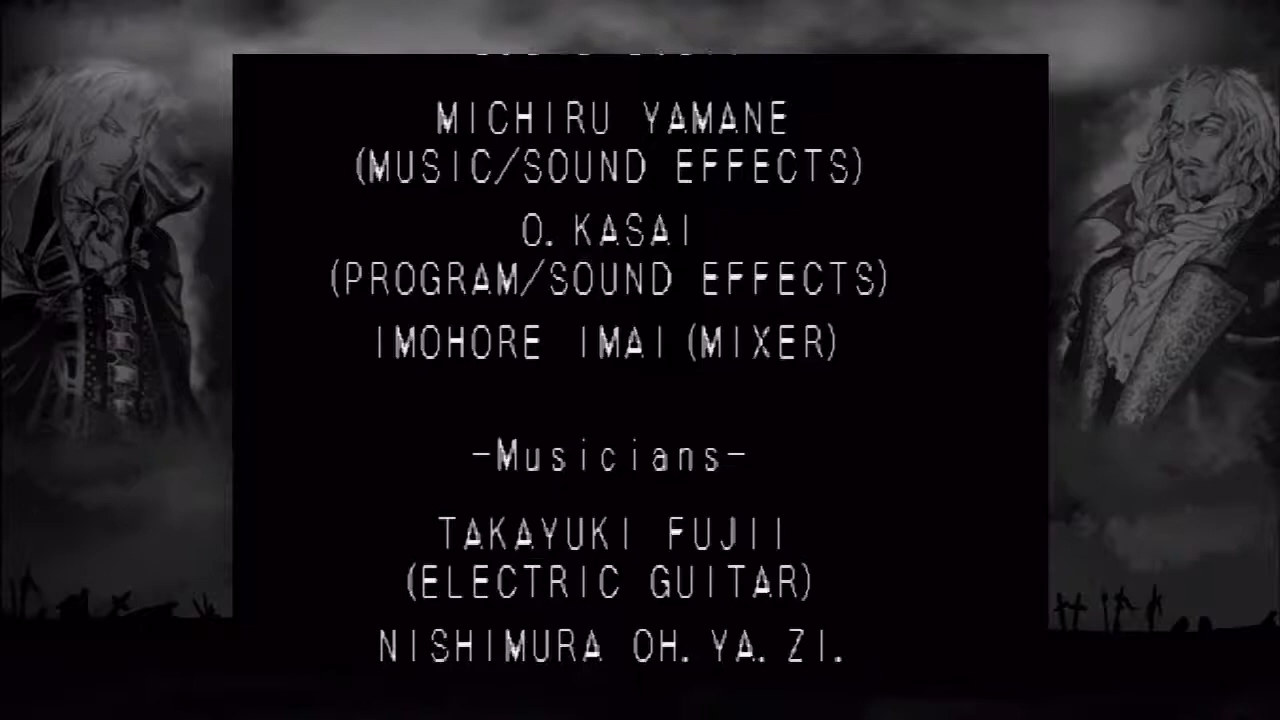 MICHIRU YAMANE
(MUSIC/SOUND EFFECTS)
O. KASAI
(PROGRAM/SOUND EFFECTS)
IMOHORE IMAI (MIXER)
-Musicians-
TAKAYUKI FUJII
(ELECTRIC GUITAR)
NISHIMURA OH. YA. ZI.